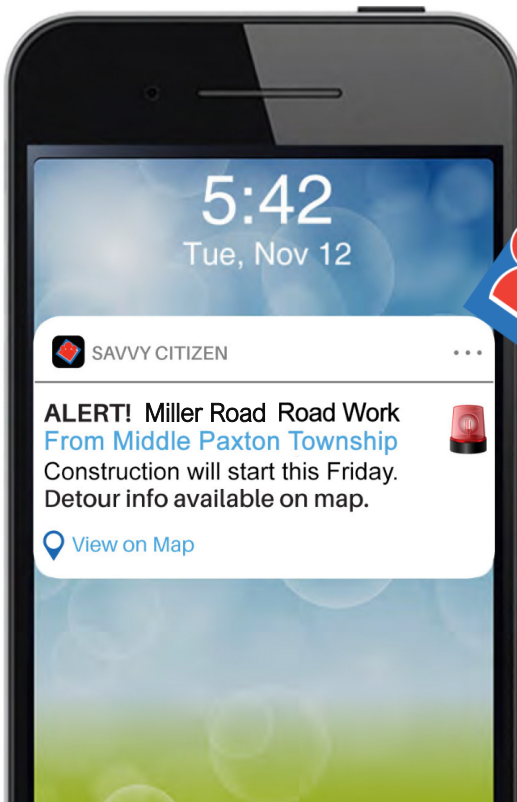 5:42
Tue, Nov 12
SAVVY CITIZEN
ALERT! Miller Road Road Work
From Middle Paxton Township
Construction will start this Friday.
Detour info available on map.
View on Map